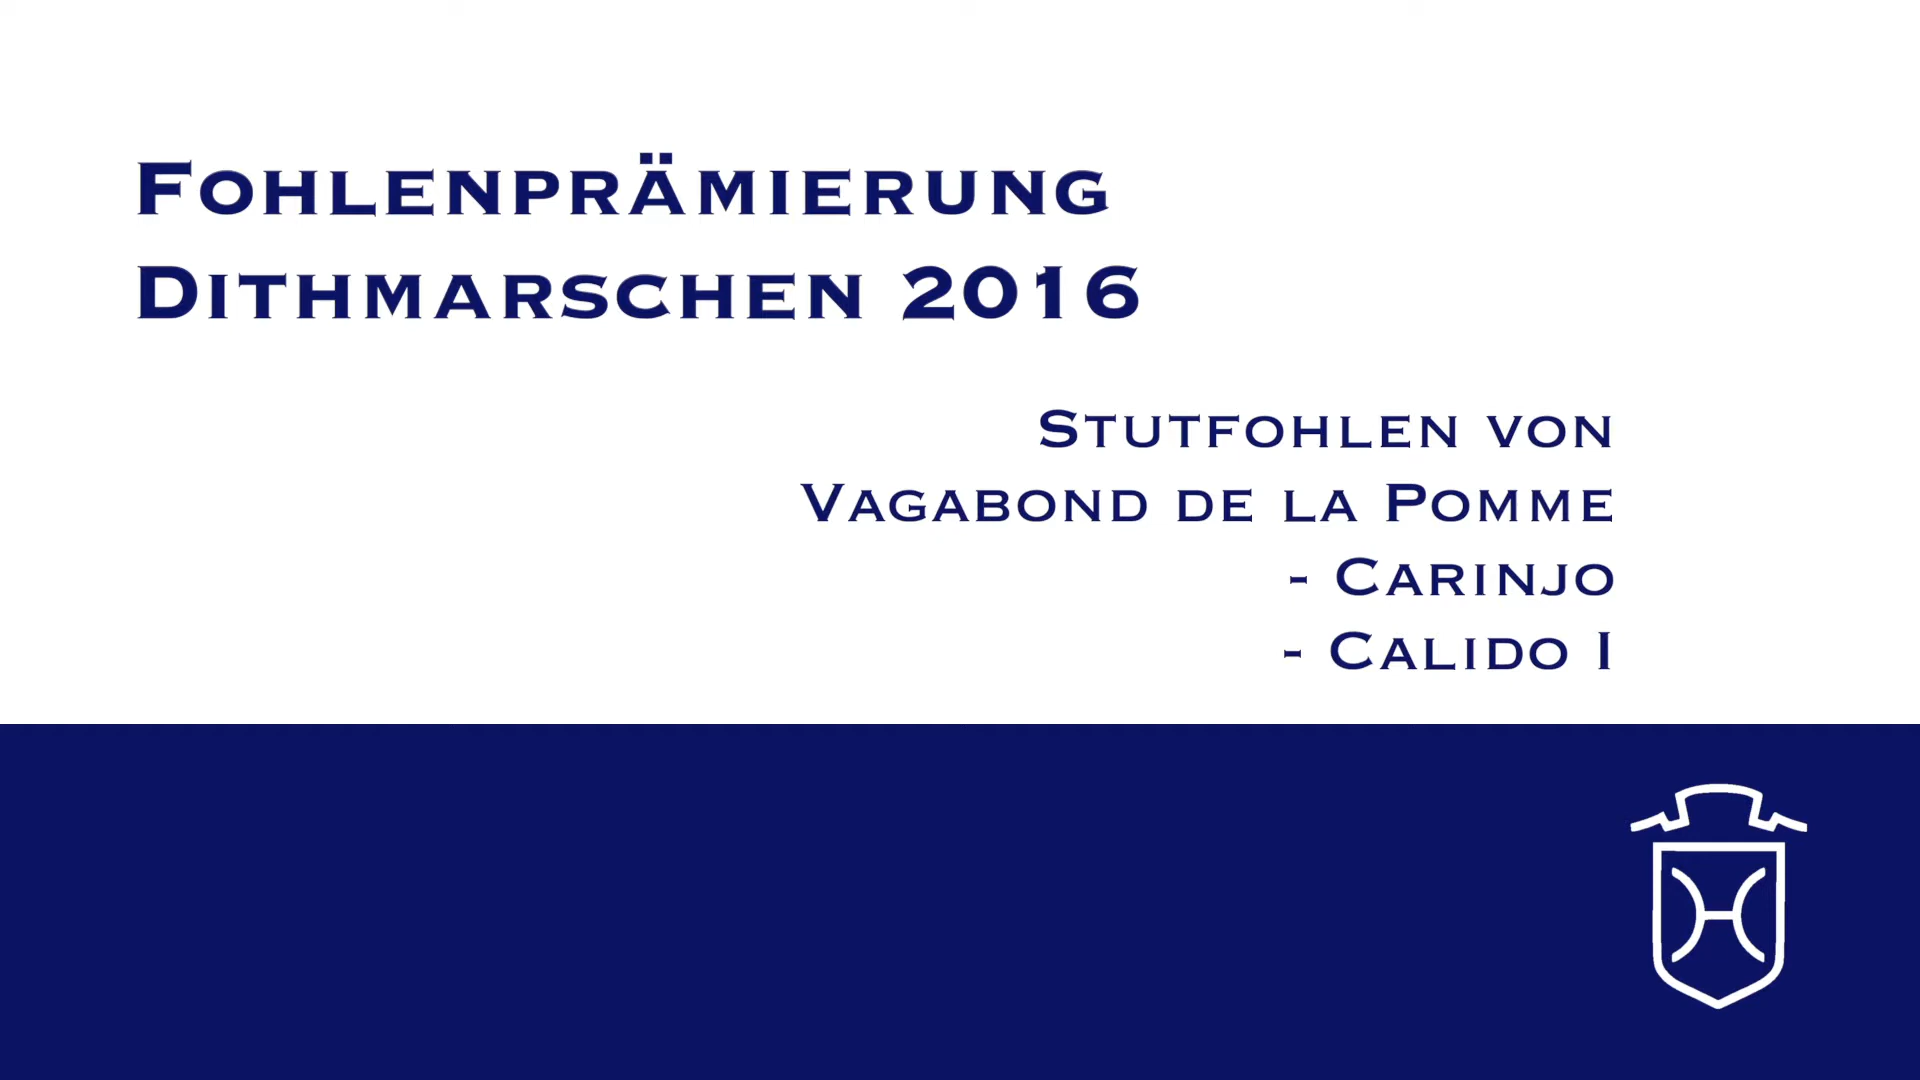 Fohlenprämierung
Dithmarschen 2016
Stutfohlen von
Vagabond de la Pomme
- Carinjo
- Calido I